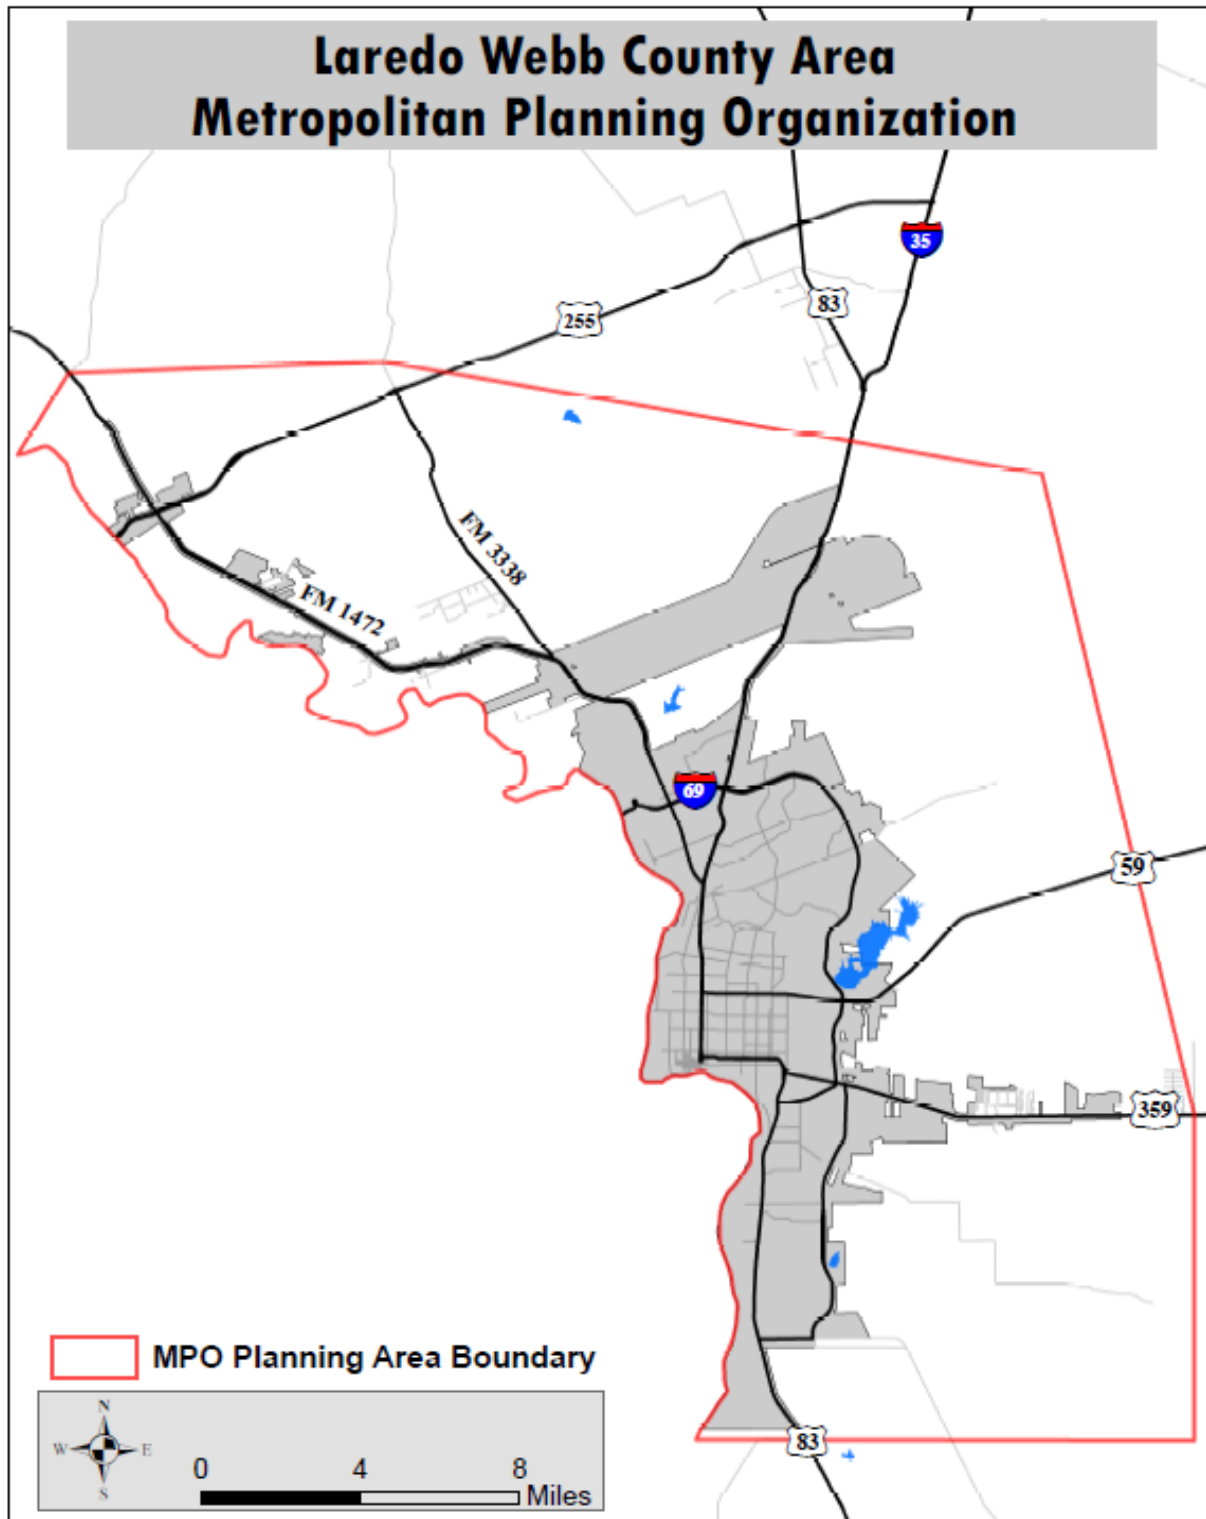 Laredo Webb County Area
Metropolitan Planning Organization
35
83
255
FM 3338
FM 1472
69
59
359
MPO Planning Area Boundary
N
W E
S
0 4 8
Miles
83